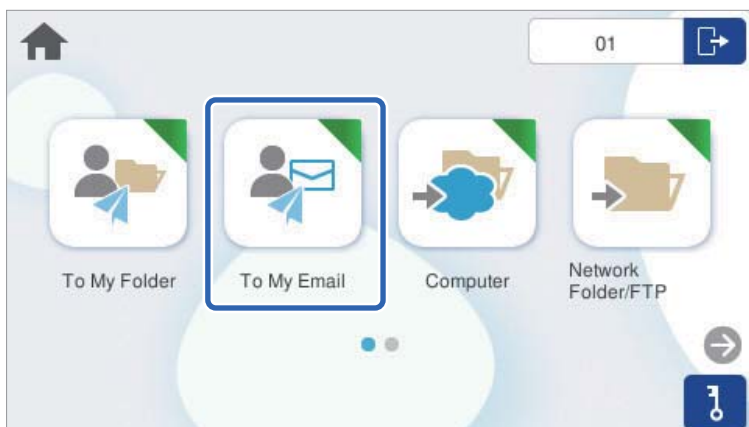 01
To My Folder
To My Email
Computer
Network
Folder/FTP